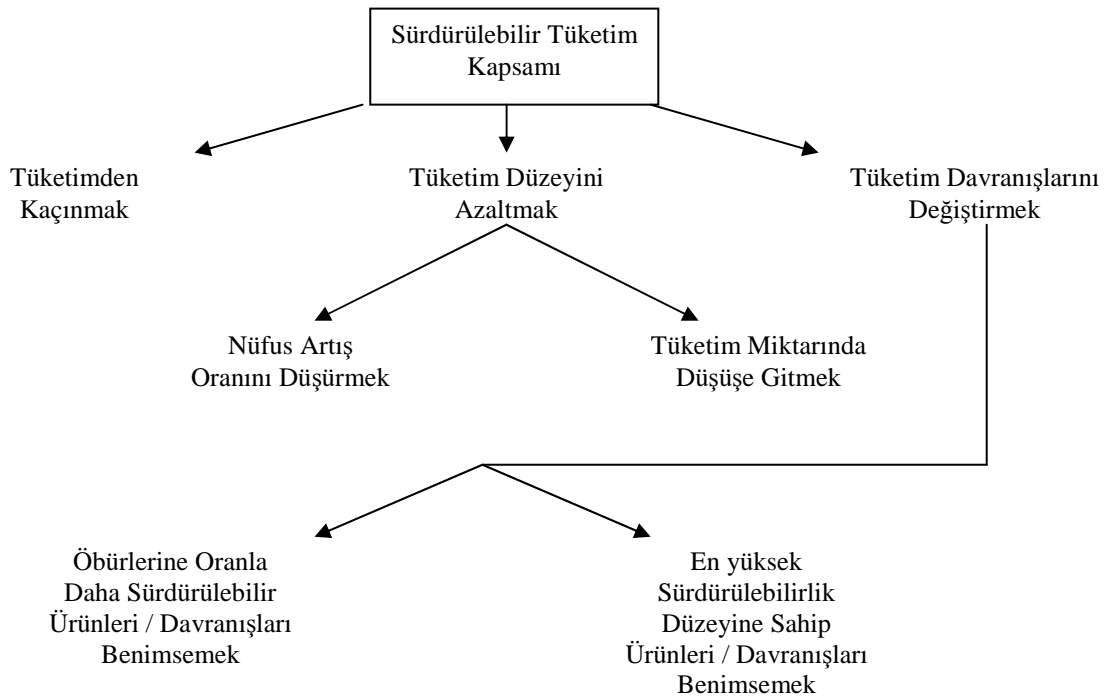 Sürdürülebilir Tüketim
Kapsamı
Tüketimden
Kaçınmak
Tüketim Düzeyini
Azaltmak
Tüketim Davranışlarını
Değiştirmek
Nüfus Artış
Oranını Düşürmek
Tüketim Miktarında
Düşüşe Gitmek
Öbürlerine Oranla
Daha Sürdürülebilir
Ürünleri / Davranışları
Benimsemek
En yüksek
Sürdürülebilirlik
Düzeyine Sahip
Ürünleri / Davranışları
Benimsemek